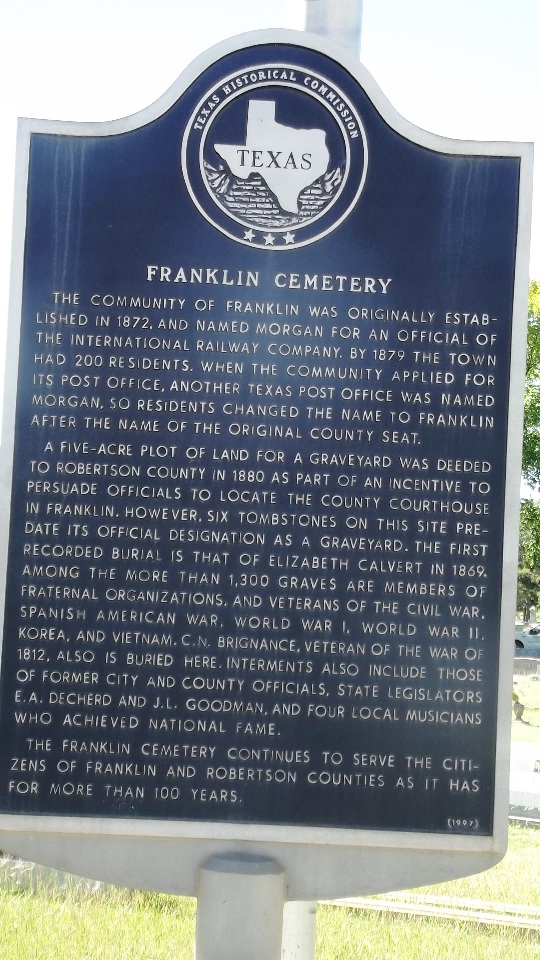 TEXAS HISTORICAL COMMISSION
TEXAS
FRANKLIN CEMETERY
THE COMMUNITY OF FRANKLIN WAS ORIGINALLY ESTAB-
LISHED IN 1872, AND NAMED MORGAN FOR AN OFFICIAL OF
THE INTERNATIONAL RAILWAY COMPANY. BY 1879 THE TOWN
HAD 200 RESIDENTS. WHEN THE COMMUNITY APPLIED FOR
ITS POST OFFICE, ANOTHER TEXAS POST OFFICE WAS NAMED
MORGAN, SO RESIDENTS CHANGED THE NAME TO FRANKLIN
AFTER THE NAME OF THE ORIGINAL COUNTY SEAT.
A FIVE-ACRE PLOT OF LAND FOR A GRAVEYARD WAS DEEDED
TO ROBERTSON COUNTY IN 1880 AS PART OF AN INCENTIVE TO
PERSUADE OFFICIALS TO LOCATE THE COUNTY COURTHOUSE
IN FRANKLIN. HOWEVER, SIX TOMBSTONES ON THIS SITE PRE-
DATE ITS OFFICIAL DESIGNATION AS A GRAVEYARD. THE FIRST
RECORDED BURIAL IS THAT OF ELIZABETH CALVERT IN 1869.
AMONG THE MORE THAN 1,300 GRAVES ARE MEMBERS OF
FRATERNAL ORGANIZATIONS, AND VETERANS OF THE CIVIL WAR,
SPANISH AMERICAN WAR, WORLD WAR I, WORLD WAR II,
KOREA, AND VIETNAM. C.N. BRIGNANCE, VETERAN OF THE WAR OF
1812, ALSO IS BURIED HERE. INTERMENTS ALSO INCLUDE THOSE
OF FORMER CITY AND COUNTY OFFICIALS, STATE LEGISLATORS
E.A. DECHERD AND J.L. GOODMAN, AND FOUR LOCAL MUSICIANS
WHO ACHIEVED NATIONAL FAME.
THE FRANKLIN CEMETERY CONTINUES TO SERVE THE CITI-
ZENS OF FRANKLIN AND ROBERTSON COUNTIES AS IT HAS
FOR MORE THAN 100 YEARS.
(1997)